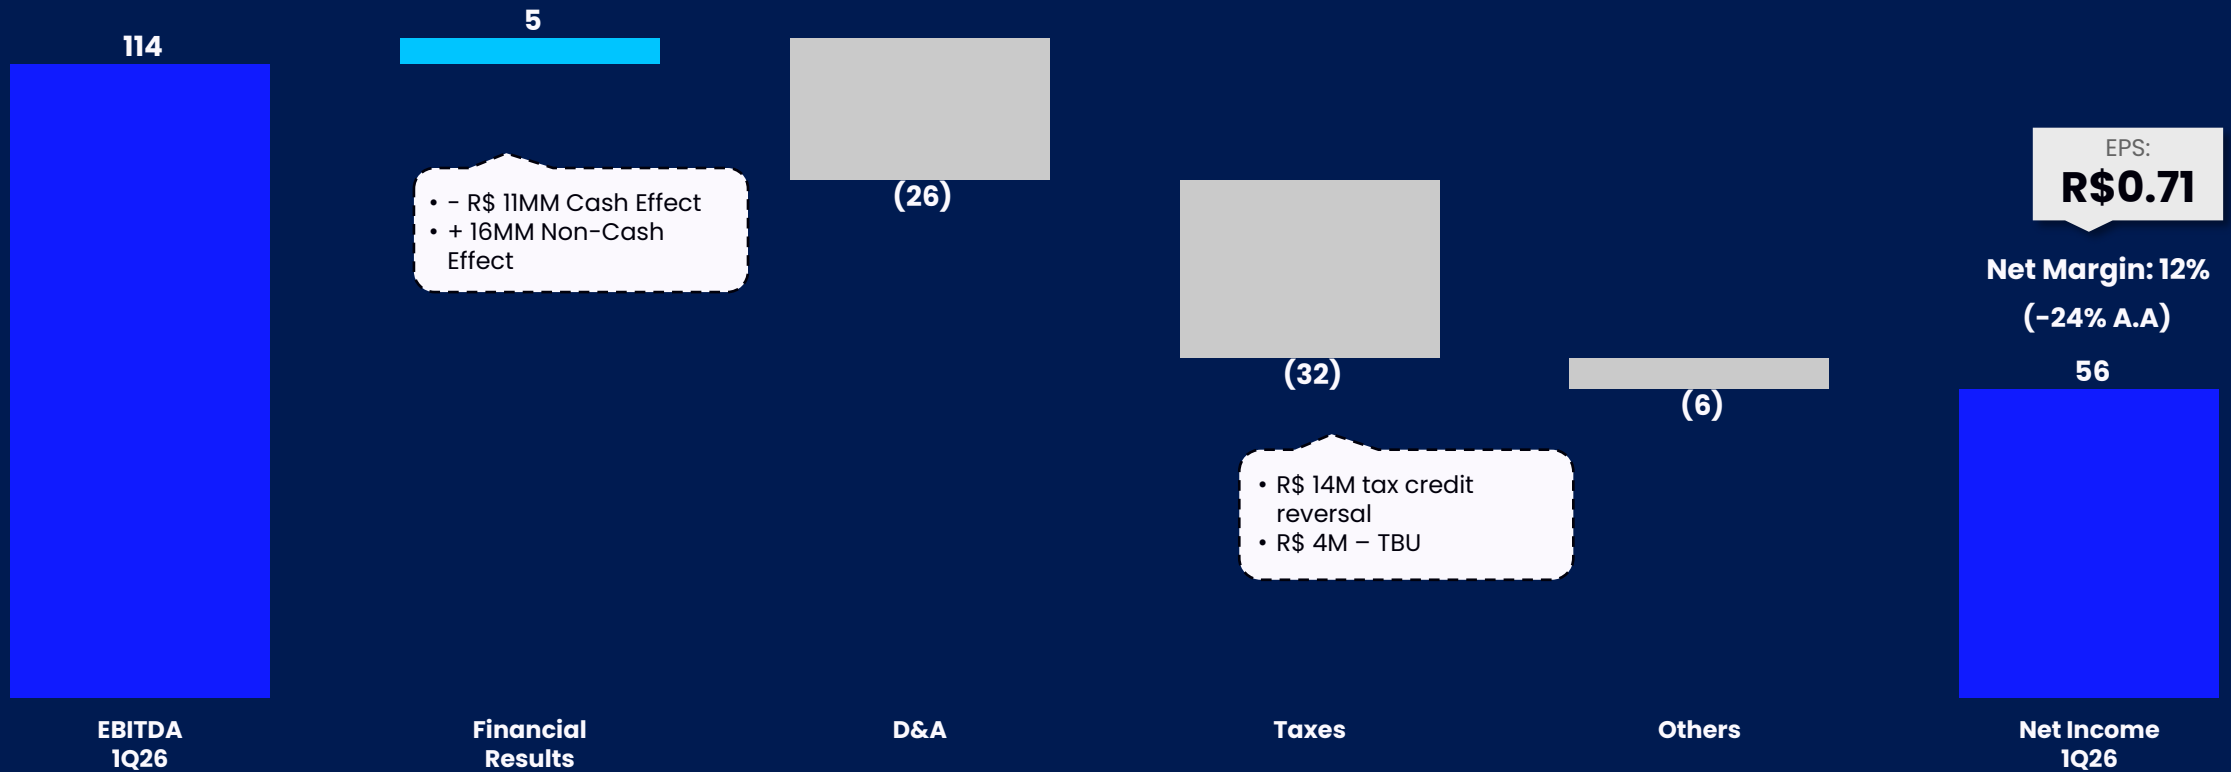 114
5
(26)
(32)
(6)
56
• - R$ 11MM Cash Effect
• + 16MM Non-Cash
Effect
• R$ 14M tax credit
reversal
• R$ 4M – TBU
EPS:
R$0.71
Net Margin: 12%
(-24% A.A)
EBITDA
1Q26
Financial
Results
D&A
Taxes
Others
Net Income
1Q26